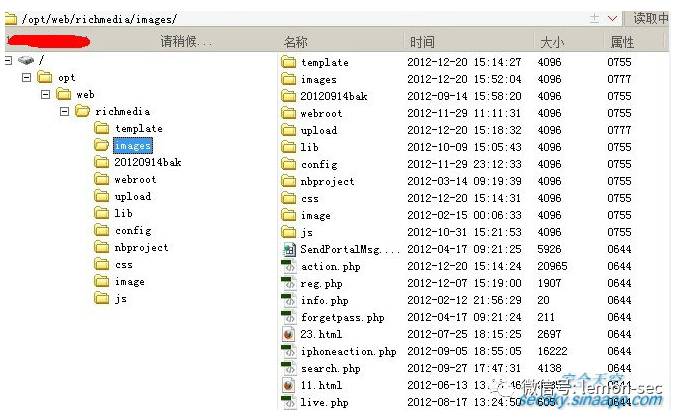 /opt/web/richmedia/images/ 读取中
请稍候... 名称 时间 大小 属性
/
opt
web
richmedia
template
images
20120914bak
webroot
upload
lib
config
nbproject
css
image
js
template 2012-12-20 15:14:27 4096 0755
images 2012-12-20 15:52:04 4096 0777
20120914bak 2012-09-14 15:58:20 4096 0755
webroot 2012-11-29 11:11:31 4096 0755
upload 2012-12-20 15:18:32 4096 0777
lib 2012-10-09 15:05:43 4096 0755
config 2012-11-29 23:12:33 4096 0755
nbproject 2012-03-14 09:19:39 4096 0755
css 2012-12-20 15:14:31 4096 0755
image 2012-02-15 00:06:33 4096 0755
js 2012-10-31 15:21:53 4096 0755
SendPortalMsg.... 2012-04-17 09:21:25 5926 0644
action.php 2012-12-20 15:14:24 20965 0644
reg.php 2012-12-07 15:19:00 1907 0644
info.php 2012-02-12 21:56:29 20 0644
forgetpass.php 2012-04-17 09:21:24 211 0644
23.html 2012-07-25 18:15:25 2697 0644
iphoneaction.php 2012-09-05 18:55:05 16222 0644
search.php 2012-09-27 17:47:31 4138 0644
11.html 2012-06-13 0644
live.php 2012-08-17 13:24:50 605 0644
安全天空
微信号: lemon-sec